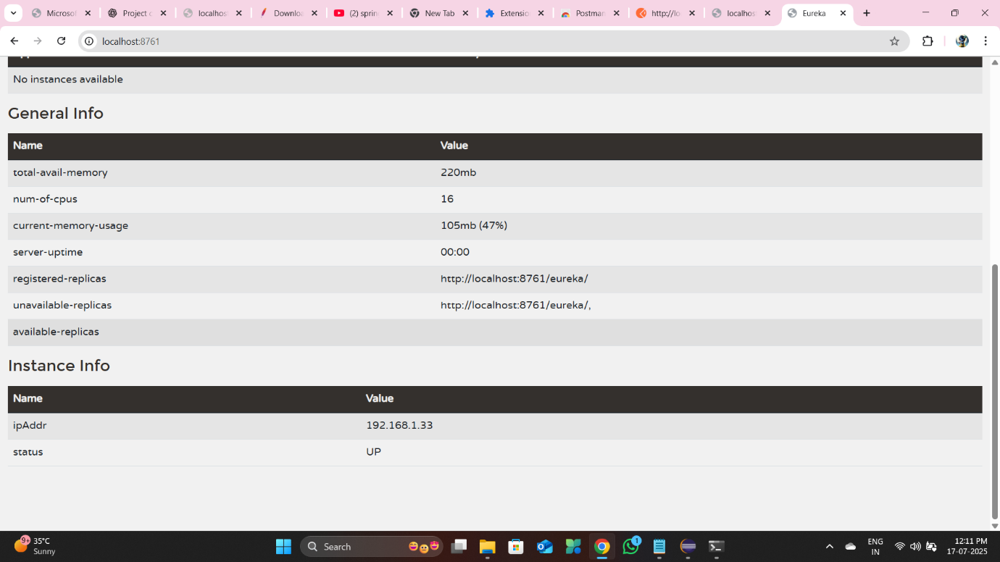 Microsof
Project c
localhos
Downloa
(2) sprin
New Tab
Extensio
Postman
http://lo
localhos
Eureka
localhost:8761
No instances available
General Info
Name Value
total-avail-memory 220mb
num-of-cpus 16
current-memory-usage 105mb (47%)
server-uptime 00:00
registered-replicas http://localhost:8761/eureka/
unavailable-replicas http://localhost:8761/eureka/,
available-replicas
Instance Info
Name Value
ipAddr 192.168.1.33
status UP
9+
35°C
Sunny
Search
1
ENG
IN
12:11 PM
17-07-2025